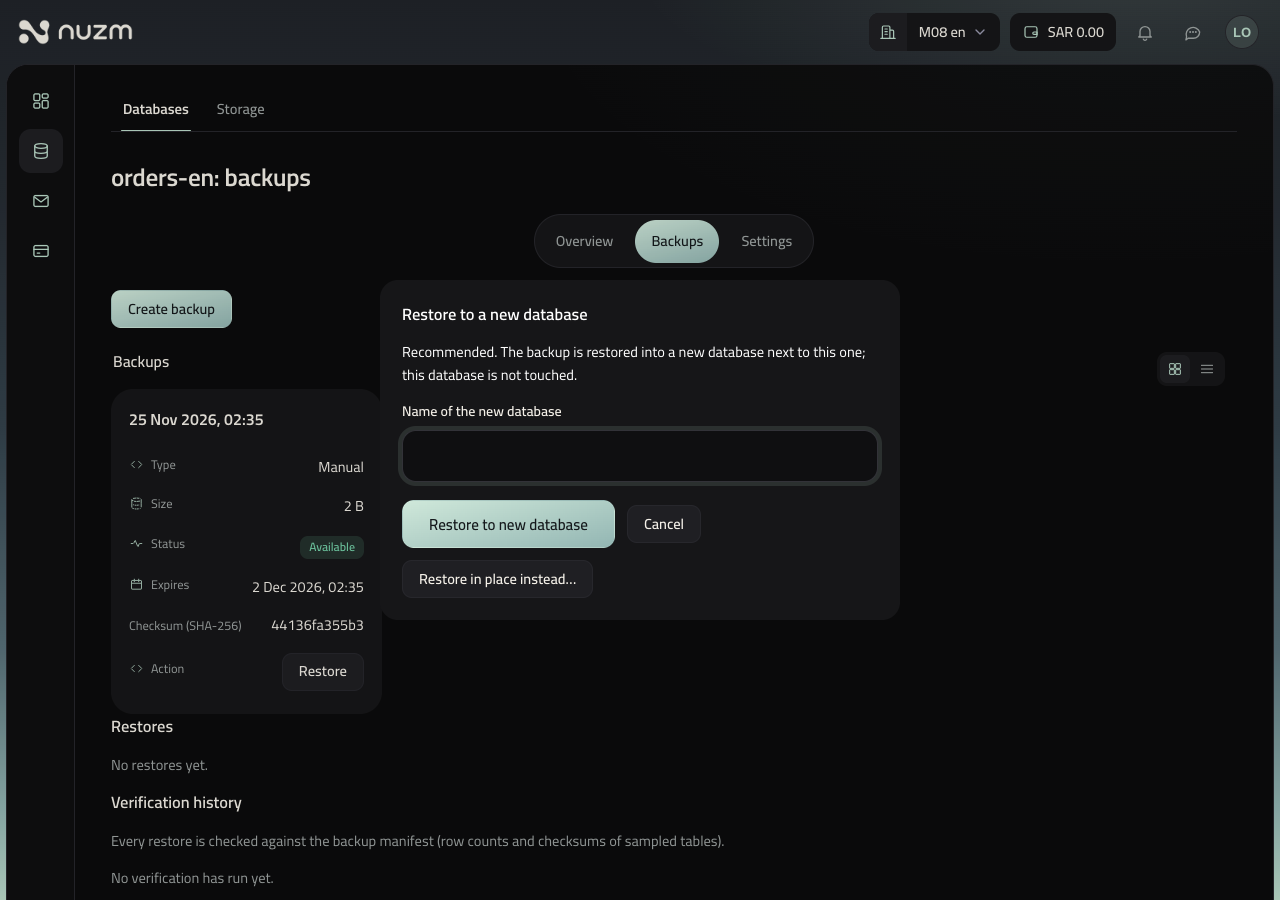 nuzm
M08 en
SAR 0.00
LO
Databases
Storage
orders-en: backups
Overview
Backups
Settings
Create backup
Backups
25 Nov 2026, 02:35
Type
Manual
Size
2 B
Status
Available
Expires
2 Dec 2026, 02:35
Checksum (SHA-256)
44136fa355b3
Action
Restore
Restore to a new database
Recommended. The backup is restored into a new database next to this one;
this database is not touched.
Name of the new database
Restore to new database
Cancel
Restore in place instead...
Restores
No restores yet.
Verification history
Every restore is checked against the backup manifest (row counts and checksums of sampled tables).
No verification has run yet.